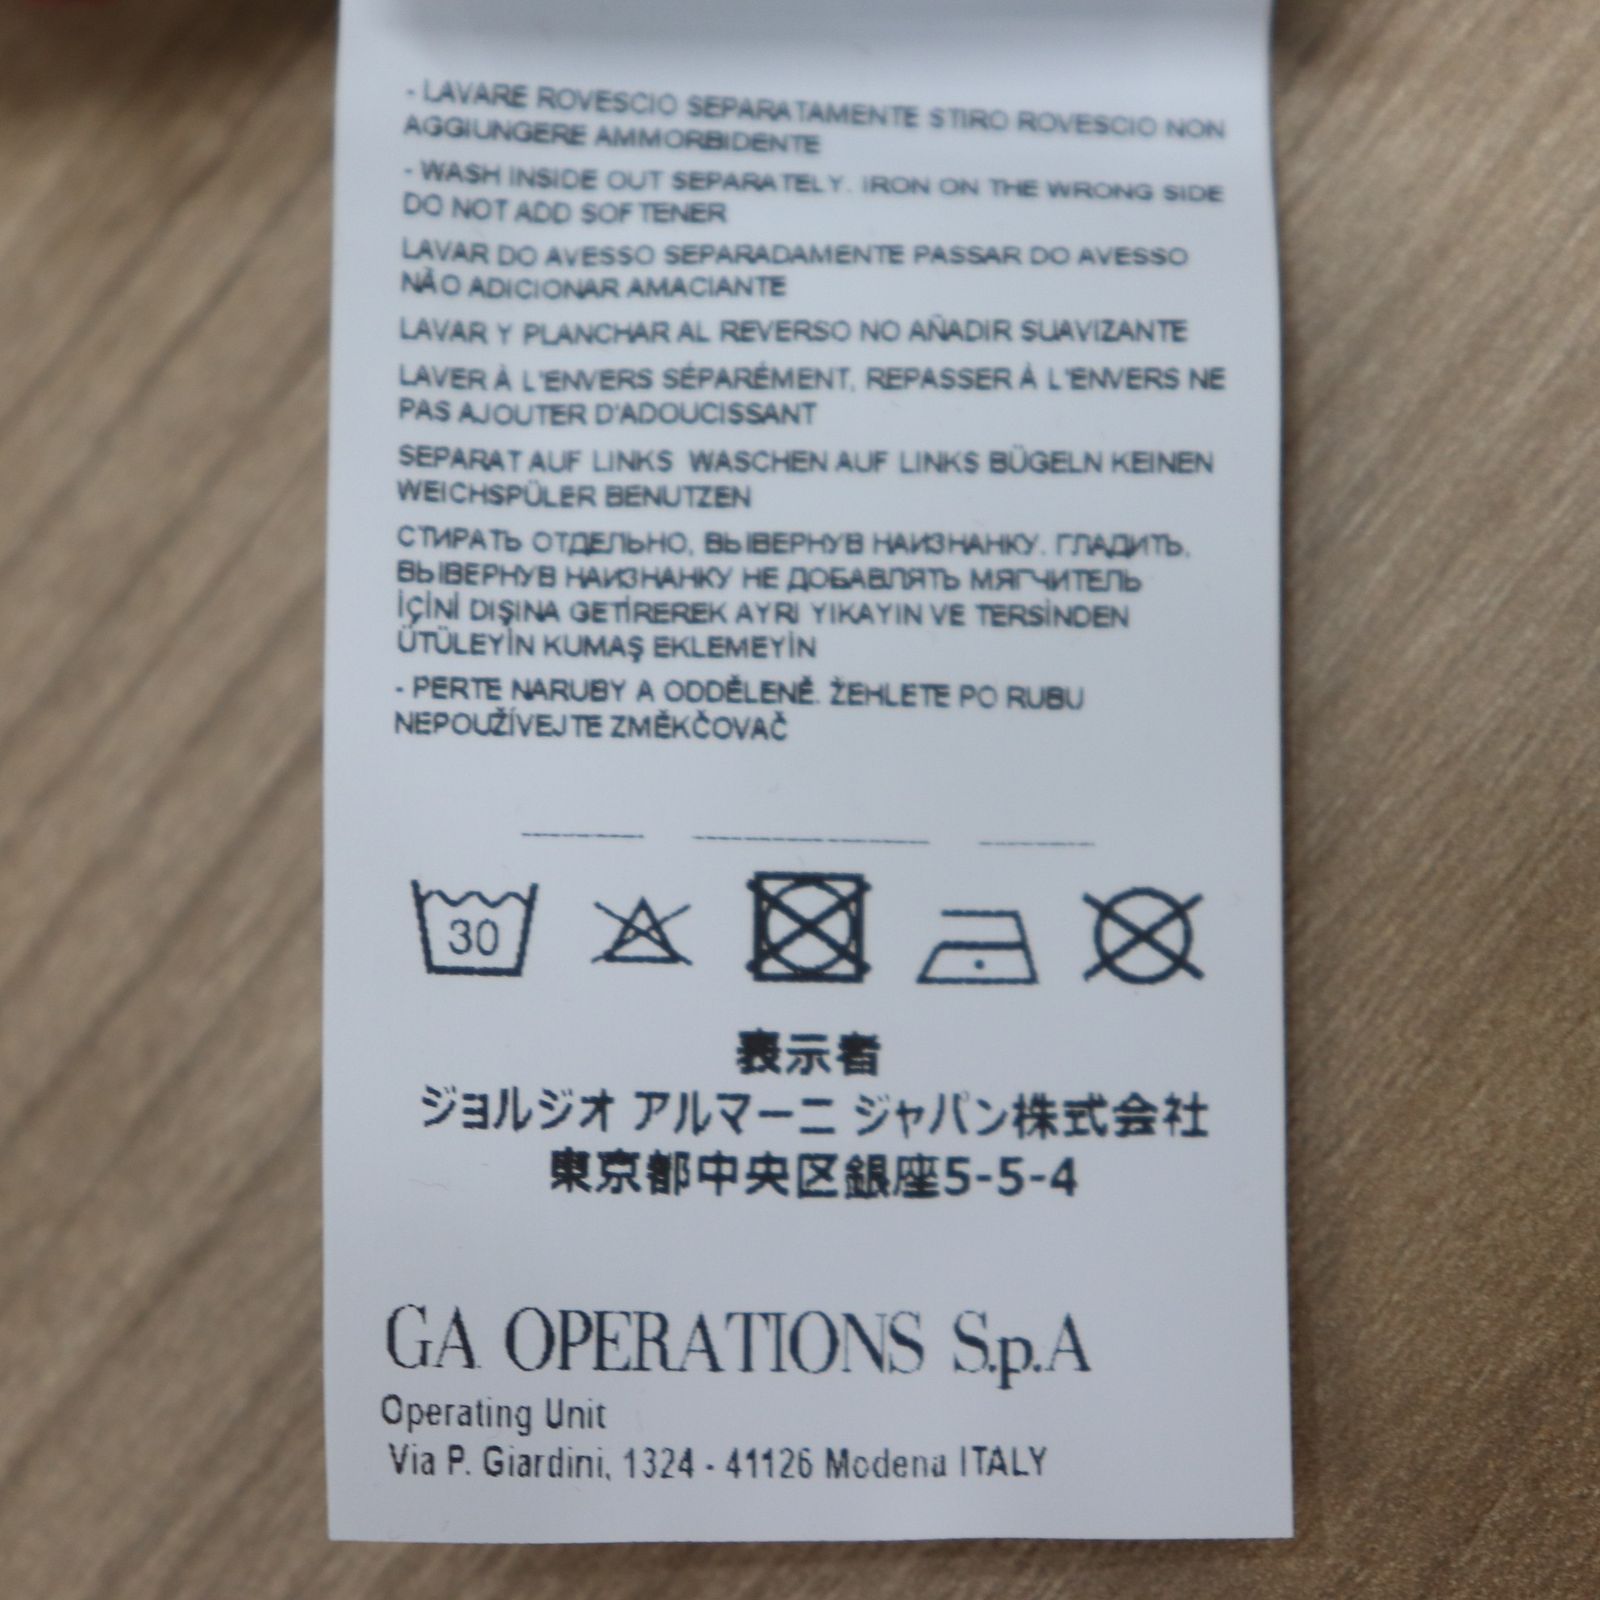 - LAVARE ROVESCIO SEPARATAMENTE STIRO ROVESCIO NON
AGGIUNGERE AMMORBIDENTE
- WASH INSIDE OUT SEPARATELY. IRON ON THE WRONG SIDE
DO NOT ADD SOFTENER
LAVAR DO AVESSO SEPARADAMENTE PASSAR DO AVESSO
NÃO ADICIONAR AMACIANTE
LAVAR Y PLANCHAR AL REVERSO NO AÑADIR SUAVIZANTE
LAVER À L'ENVERS SÉPARÉMENT, REPASSER À L'ENVERS NE
PAS AJOUTER D'ADOUCISSANT
SEPARAT AUF LINKS WASCHEN AUF LINKS BÜGELN KEINEN
WEICHSPÜLER BENUTZEN
СТИРАТЬ ОТДЕЛЬНО, ВЫВЕРНУВ НАИЗНАНКУ. ГЛАДИТЬ,
ВЫВЕРНУВ НАИЗНАНКУ НЕ ДОБАВЛЯТЬ МЯГЧИТЕЛЬ
İÇİNİ DIŞINA GETİREREK AYRI YIKAYIN VE TERSİNDEN
ÜTÜLEYİN KUMAŞ EKLEMEYİN
- PERTE NARUBY A ODDĚLENĚ. ŽEHLETE PO RUBU
NEPOUŽÍVEJTE ZMĚKČOVAČ
30
表示者
ジョルジオ アルマーニ ジャパン株式会社
東京都中央区銀座5-5-4
GA OPERATIONS S.p.A
Operating Unit
Via P. Giardini, 1324 - 41126 Modena ITALY